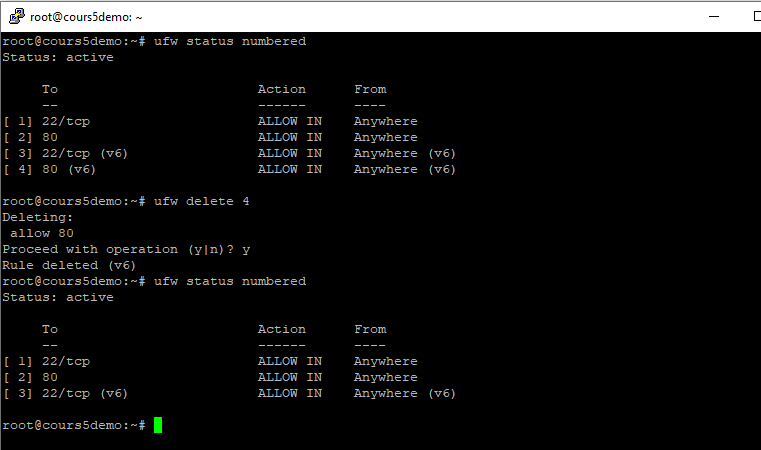 root@cours5demo: ~
root@cours5demo:~# ufw status numbered
Status: active
     To                         Action      From
     --                         ------      ----
[ 1] 22/tcp                     ALLOW IN    Anywhere
[ 2] 80                         ALLOW IN    Anywhere
[ 3] 22/tcp (v6)                ALLOW IN    Anywhere (v6)
[ 4] 80 (v6)                    ALLOW IN    Anywhere (v6)
root@cours5demo:~# ufw delete 4
Deleting:
 allow 80
Proceed with operation (y|n)? y
Rule deleted (v6)
root@cours5demo:~# ufw status numbered
Status: active
     To                         Action      From
     --                         ------      ----
[ 1] 22/tcp                     ALLOW IN    Anywhere
[ 2] 80                         ALLOW IN    Anywhere
[ 3] 22/tcp (v6)                ALLOW IN    Anywhere (v6)
root@cours5demo:~#